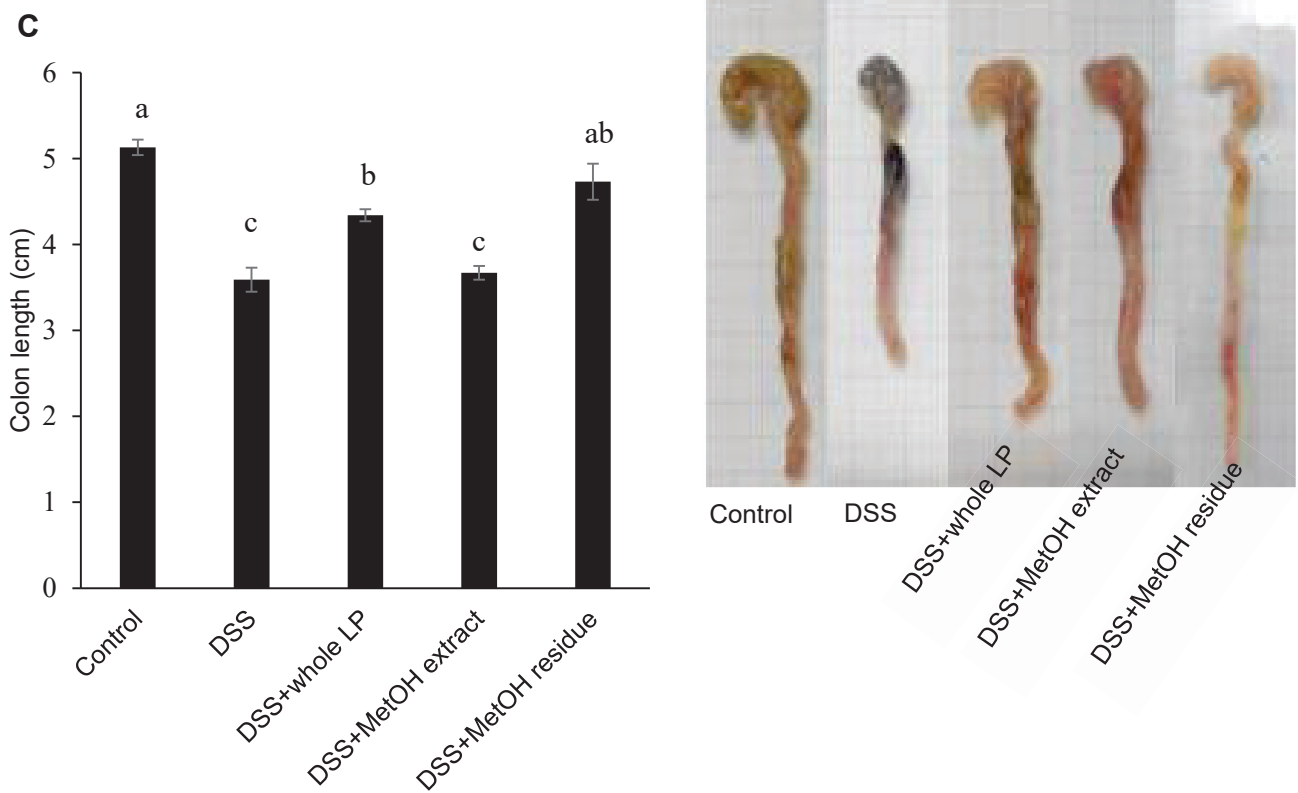 C
Colon length (cm)
6
5
4
3
2
1
0
a
c
b
c
ab
Control
DSS
DSS+whole LP
DSS+MetOH extract
DSS+MetOH residue
Control
DSS
DSS+whole LP
DSS+MetOH extract
DSS+MetOH residue